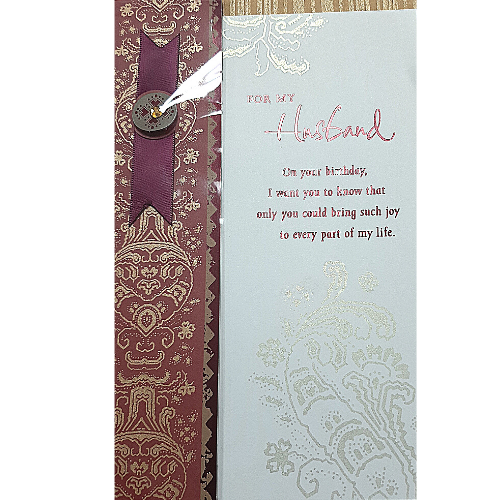 FOR MY
Husband
On your birthday,
I want you to know that
only you could bring such joy
to every part of my life.